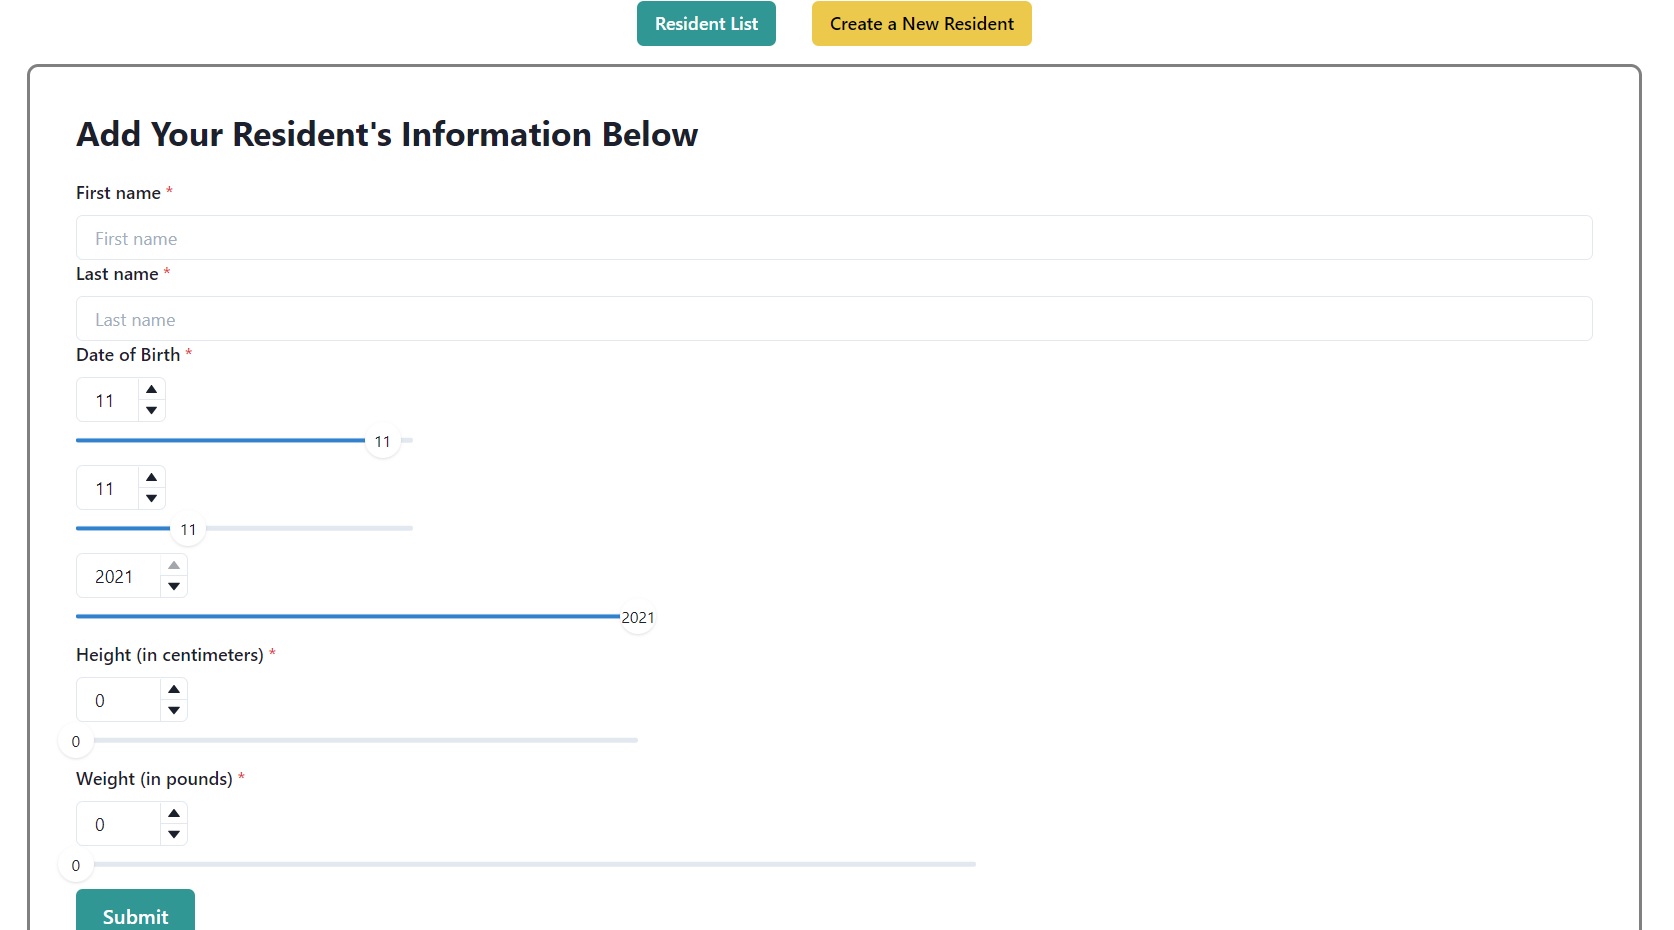 Resident List Create a New Resident
Add Your Resident's Information Below
First name *
First name
Last name *
Last name
Date of Birth *
11
11
11
11
2021
2021
Height (in centimeters) *
0
0
Weight (in pounds) *
0
0
Submit